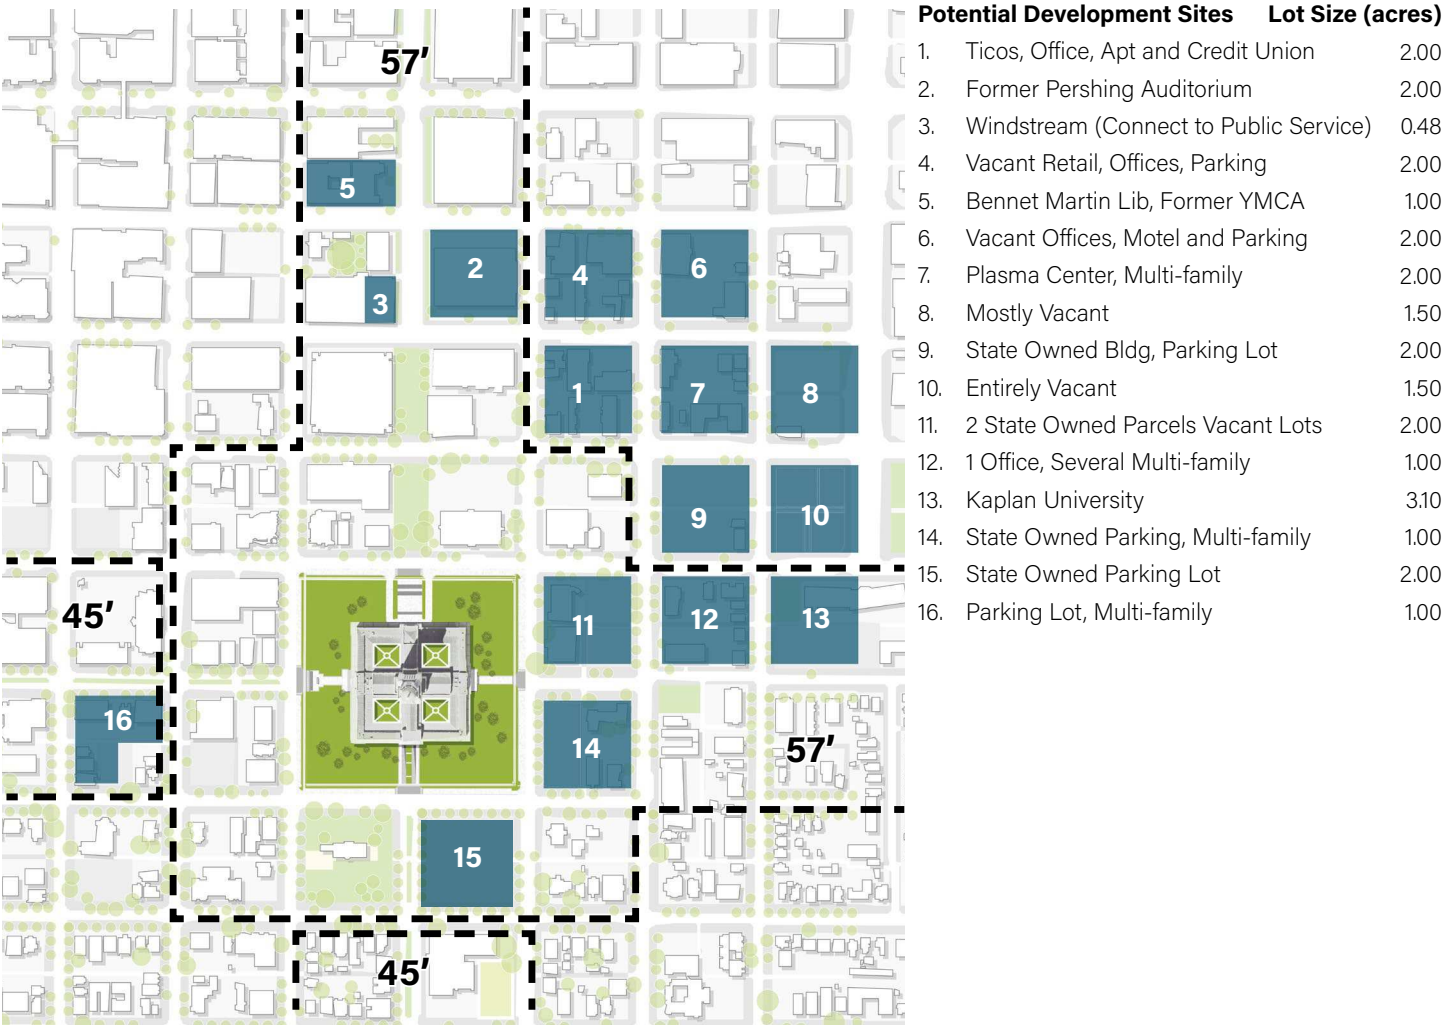 Potential Development Sites Lot Size (acres)
1. Ticos, Office, Apt and Credit Union 2.00
2. Former Pershing Auditorium 2.00
3. Windstream (Connect to Public Service) 0.48
4. Vacant Retail, Offices, Parking 2.00
5. Bennet Martin Lib, Former YMCA 1.00
6. Vacant Offices, Motel and Parking 2.00
7. Plasma Center, Multi-family 2.00
8. Mostly Vacant 1.50
9. State Owned Bldg, Parking Lot 2.00
10. Entirely Vacant 1.50
11. 2 State Owned Parcels Vacant Lots 2.00
12. 1 Office, Several Multi-family 1.00
13. Kaplan University 3.10
14. State Owned Parking, Multi-family 1.00
15. State Owned Parking Lot 2.00
16. Parking Lot, Multi-family 1.00
57′
5
2
4
6
3
1
7
8
9
10
45′
11
12
13
16
14
57′
15
45′